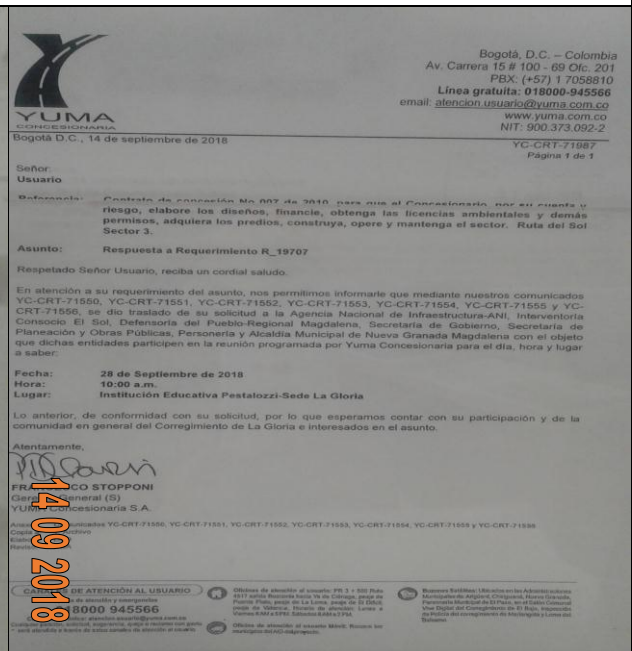 Bogotá, D.C. – Colombia
Av. Carrera 15 # 100 - 69 Ofc. 201
PBX: (+57) 1 7058810
Línea gratuita: 018000-945566
email: atencion.usuario@yuma.com.co
www.yuma.com.co
NIT: 900.373.092-2
YUMA
CONCESIONARIA
Bogotá D.C., 14 de septiembre de 2018
YC-CRT-71987
Página 1 de 1
Señor:
Usuario
Referencia: Contrato de concesión No 007 de 2010, para que el Concesionario, por su cuenta y
riesgo, elabore los diseños, financie, obtenga las licencias ambientales y demás
permisos, adquiera los predios, construya, opere y mantenga el sector. Ruta del Sol
Sector 3.
Asunto: Respuesta a Requerimiento R_19707
Respetado Señor Usuario, reciba un cordial saludo.
En atención a su requerimiento del asunto, nos permitimos informarle que mediante nuestros comunicados
YC-CRT-71550, YC-CRT-71551, YC-CRT-71552, YC-CRT-71553, YC-CRT-71554, YC-CRT-71555 y YC-
CRT-71556, se dio traslado de su solicitud a la Agencia Nacional de Infraestructura-ANI, Interventoría
Consocio El Sol, Defensoría del Pueblo-Regional Magdalena, Secretaría de Gobierno, Secretaría de
Planeación y Obras Públicas, Personería y Alcaldía Municipal de Nueva Granada Magdalena con el objeto
que dichas entidades participen en la reunión programada por Yuma Concesionaria para el día, hora y lugar
a saber:
Fecha: 28 de Septiembre de 2018
Hora: 10:00 a.m.
Lugar: Institución Educativa Pestalozzi-Sede La Gloria
Lo anterior, de conformidad con su solicitud, por lo que esperamos contar con su participación y de la
comunidad en general del Corregimiento de La Gloria e interesados en el asunto.
Atentamente,
STOPPONI
General (S)
YUMA Concesionaria S.A.
YC-CRT-71550, YC-CRT-71551, YC-CRT-71552, YC-CRT-71553, YC-CRT-71554, YC-CRT-71555 y YC-CRT-71556
14 09 2018
DE ATENCIÓN AL USUARIO
8000 945566